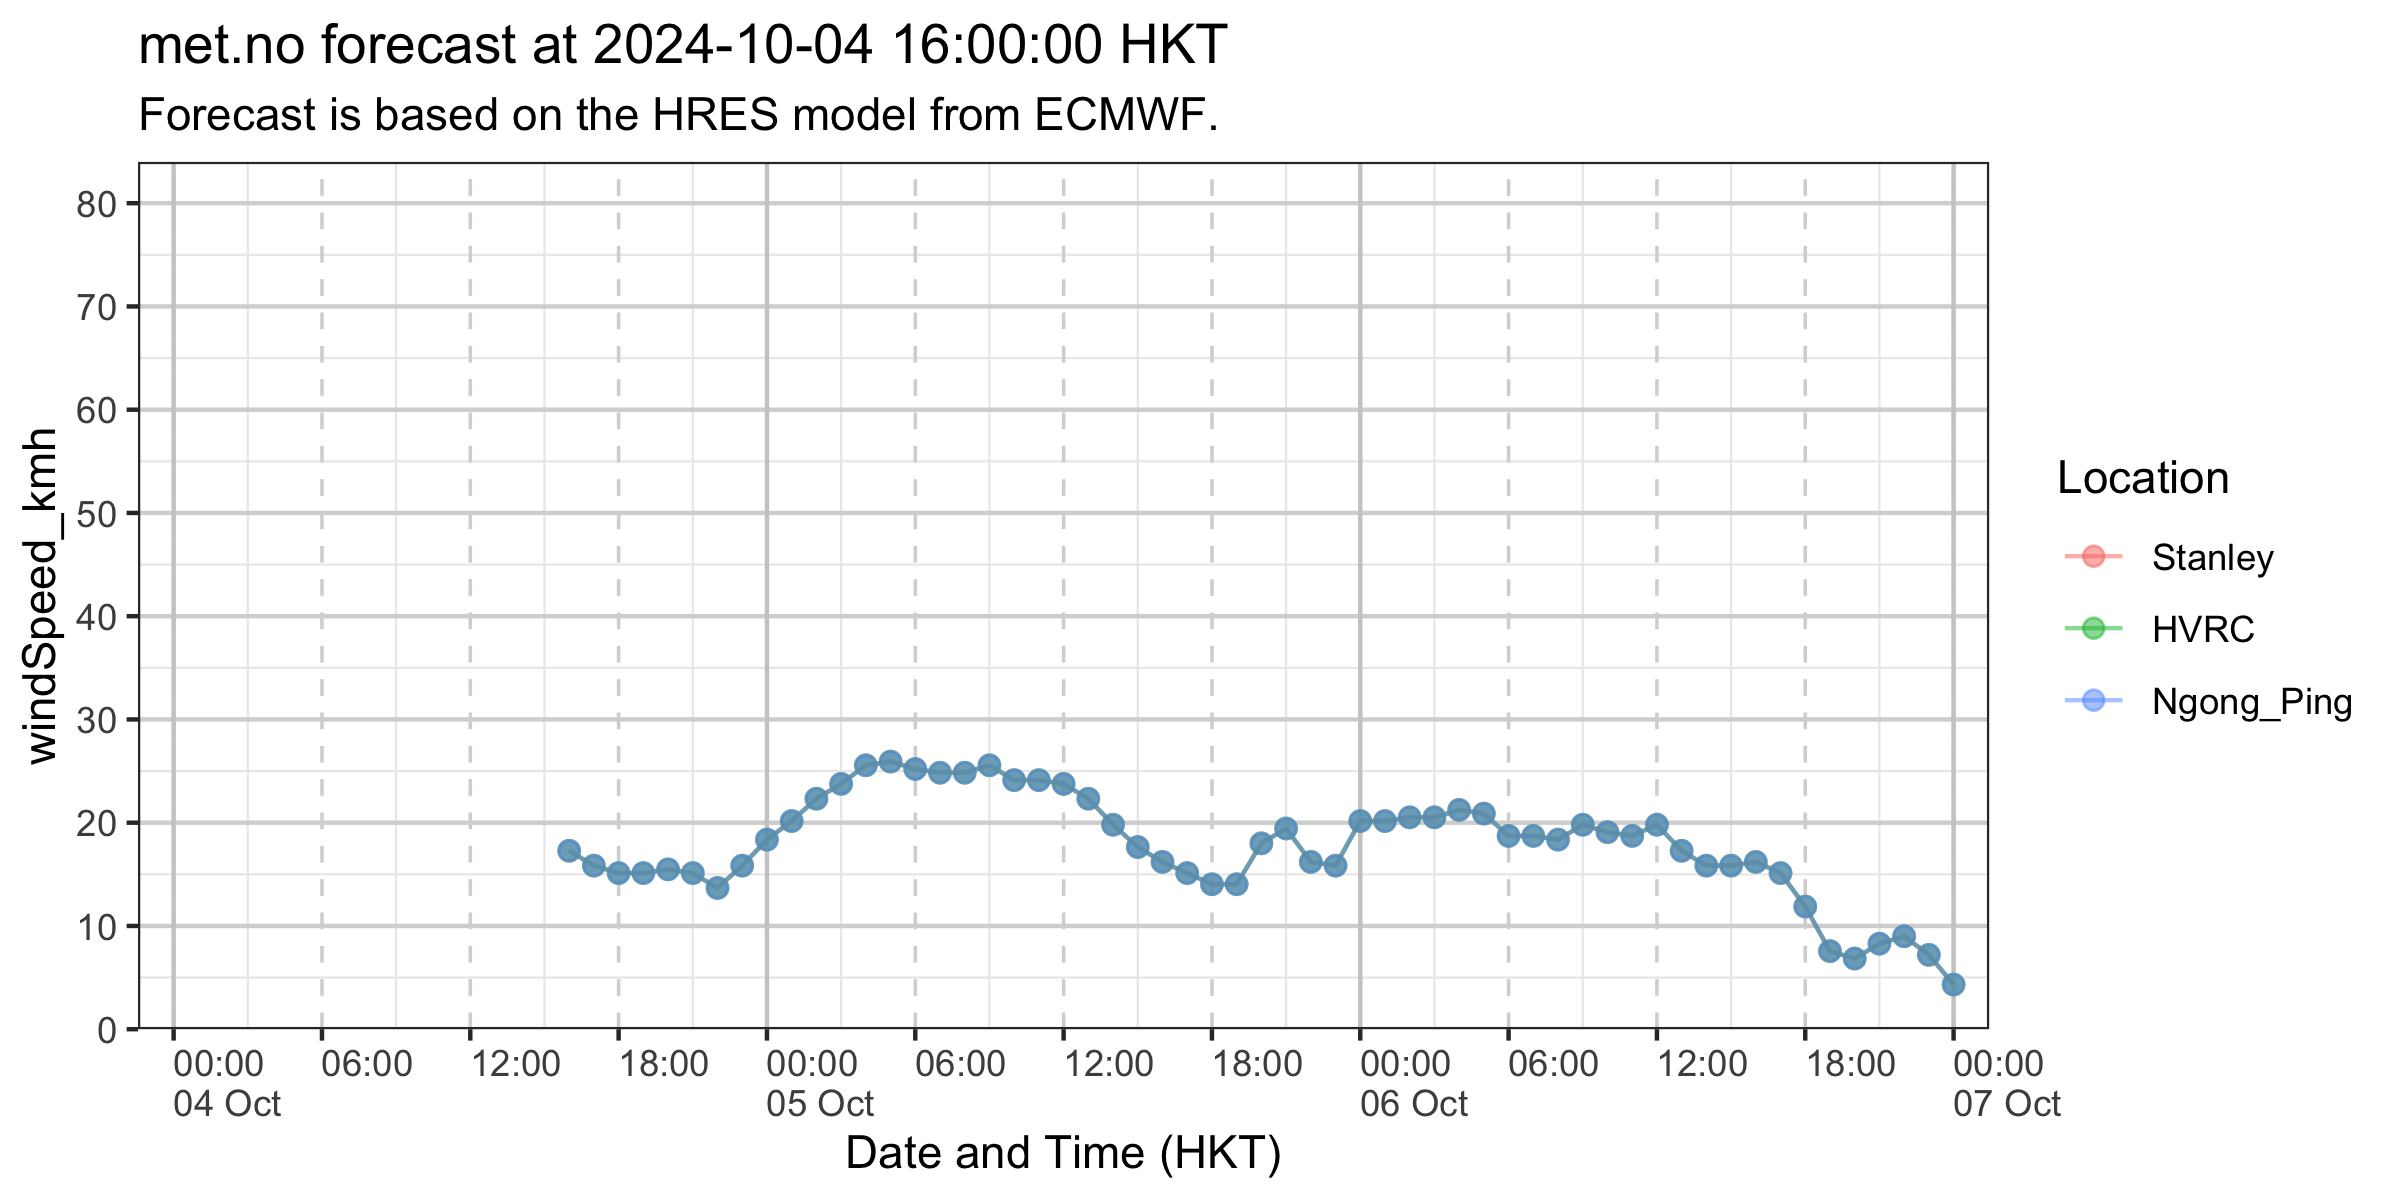 met.no forecast at 2024-10-04 16:00:00 HKT
Forecast is based on the HRES model from ECMWF.
windSpeed_kmh
80
70
60
50
40
30
20
10
0
00:00 06:00 12:00 18:00 00:00 06:00 12:00 18:00 00:00 06:00 12:00 18:00 00:00
04 Oct 05 Oct 06 Oct 07 Oct
Date and Time (HKT)
Location
Stanley
HVRC
Ngong_Ping